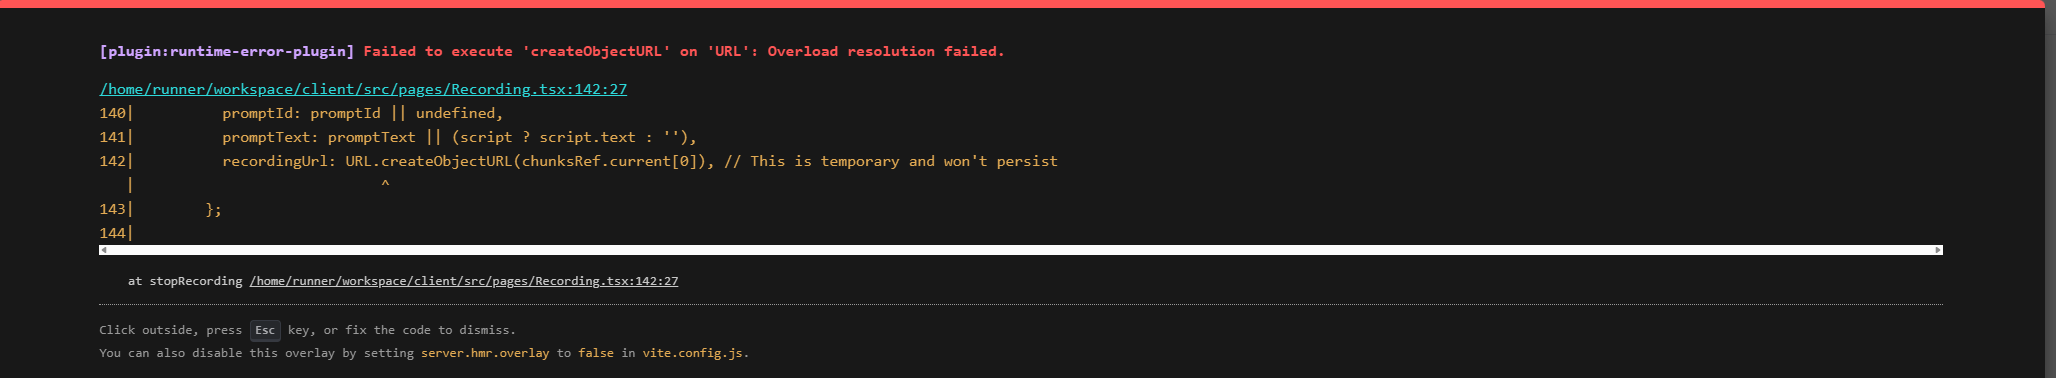 [plugin:runtime-error-plugin] Failed to execute 'createObjectURL' on 'URL': Overload resolution failed.
/home/runner/workspace/client/src/pages/Recording.tsx:142:27
140|          promptId: promptId || undefined,
141|          promptText: promptText || (script ? script.text : ''),
142|          recordingUrl: URL.createObjectURL(chunksRef.current[0]), // This is temporary and won't persist
   |                             ^
143|        };
144|
at stopRecording /home/runner/workspace/client/src/pages/Recording.tsx:142:27
Click outside, press Esc key, or fix the code to dismiss.
You can also disable this overlay by setting server.hmr.overlay to false in vite.config.js.